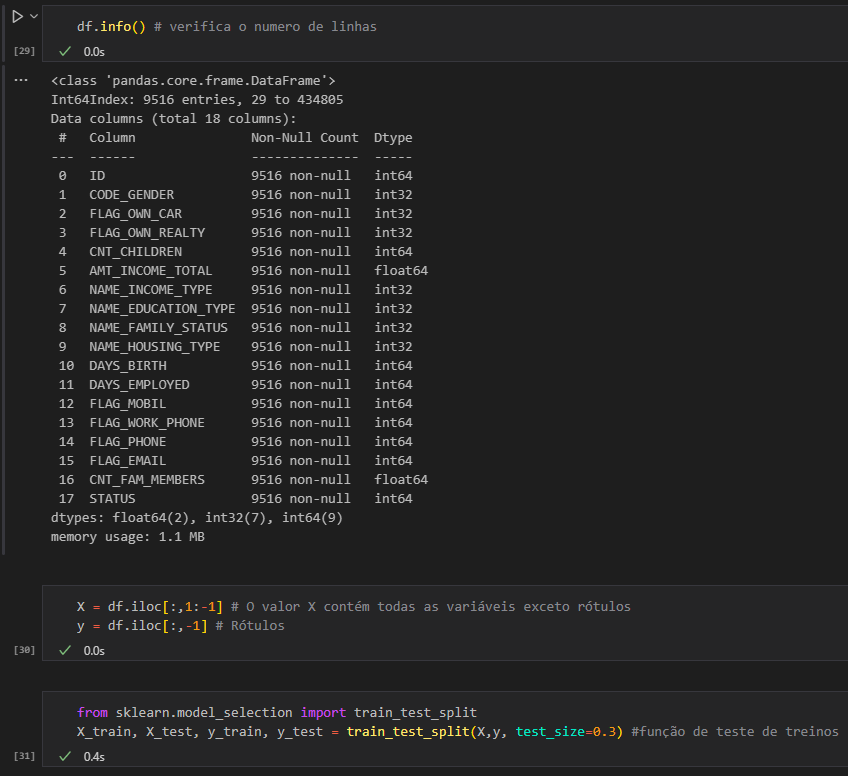 df.info() # verifica o numero de linhas
[29] ✓ 0.0s
... <class 'pandas.core.frame.DataFrame'>
Int64Index: 9516 entries, 29 to 434805
Data columns (total 18 columns):
 #   Column               Non-Null Count  Dtype
---  ------               --------------  -----
 0   ID                   9516 non-null   int64
 1   CODE_GENDER          9516 non-null   int32
 2   FLAG_OWN_CAR         9516 non-null   int32
 3   FLAG_OWN_REALTY      9516 non-null   int32
 4   CNT_CHILDREN         9516 non-null   int64
 5   AMT_INCOME_TOTAL     9516 non-null   float64
 6   NAME_INCOME_TYPE     9516 non-null   int32
 7   NAME_EDUCATION_TYPE  9516 non-null   int32
 8   NAME_FAMILY_STATUS   9516 non-null   int32
 9   NAME_HOUSING_TYPE    9516 non-null   int32
 10  DAYS_BIRTH           9516 non-null   int64
 11  DAYS_EMPLOYED        9516 non-null   int64
 12  FLAG_MOBIL           9516 non-null   int64
 13  FLAG_WORK_PHONE      9516 non-null   int64
 14  FLAG_PHONE           9516 non-null   int64
 15  FLAG_EMAIL           9516 non-null   int64
 16  CNT_FAM_MEMBERS      9516 non-null   float64
 17  STATUS               9516 non-null   int64
dtypes: float64(2), int32(7), int64(9)
memory usage: 1.1 MB
X = df.iloc[:,1:-1] # O valor X contém todas as variáveis exceto rótulos
y = df.iloc[:,-1] # Rótulos
[30] ✓ 0.0s
from sklearn.model_selection import train_test_split
X_train, X_test, y_train, y_test = train_test_split(X,y, test_size=0.3) #função de teste de treinos
[31] ✓ 0.4s